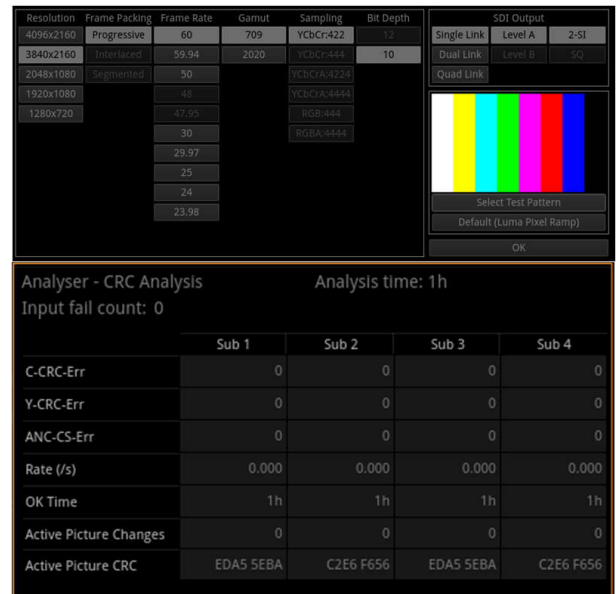 Resolution Frame Packing Frame Rate Gamut Sampling Bit Depth
4096x2160 Progressive 60 709 YCbCr:422 12
3840x2160 Interlaced 59.94 2020 YCbCr:444 10
2048x1080 Segmented 50 YCbCrA:4224
1920x1080 48 YCbCrA:4444
1280x720 47.95 RGB:444
30 RGBA:4444
29.97
25
24
23.98
SDI Output
Single Link Level A 2-SI
Dual Link Level B SQ
Quad Link
Select Test Pattern
Default (Luma Pixel Ramp)
OK
Analyser - CRC Analysis Analysis time: 1h
Input fail count: 0
Sub 1 Sub 2 Sub 3 Sub 4
C-CRC-Err 0 0 0 0
Y-CRC-Err 0 0 0 0
ANC-CS-Err 0 0 0 0
Rate (/s) 0.000 0.000 0.000 0.000
OK Time 1h 1h 1h 1h
Active Picture Changes 0 0 0 0
Active Picture CRC EDA5 5EBA C2E6 F656 EDA5 5EBA C2E6 F656